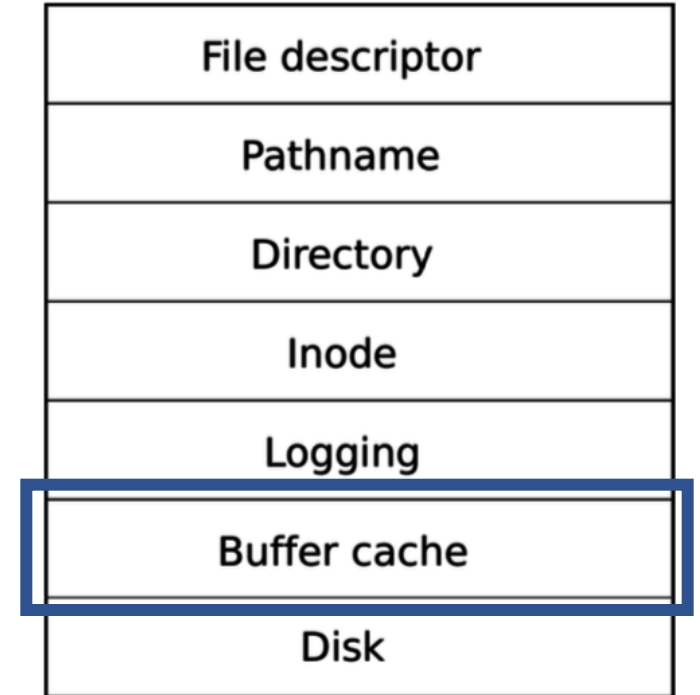 File descriptor
Pathname
Directory
Inode
Logging
Buffer cache
Disk